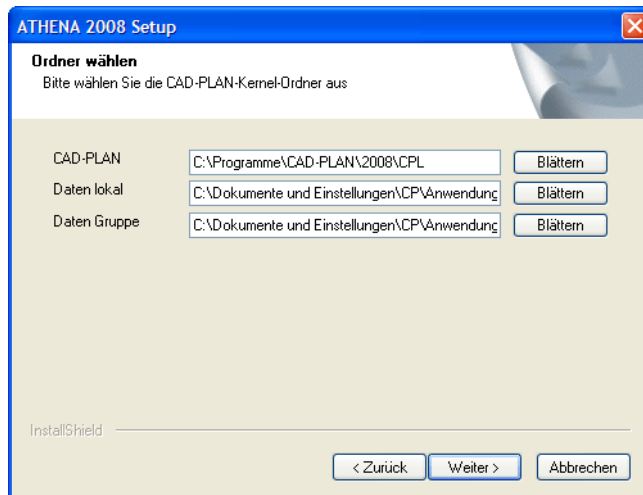 ATHENA 2008 Setup
Ordner wählen
Bitte wählen Sie die CAD-PLAN-Kernel-Ordner aus
CAD-PLAN C:\Programme\CAD-PLAN\2008\CPL Blättern
Daten lokal C:\Dokumente und Einstellungen\CP\Anwendung Blättern
Daten Gruppe C:\Dokumente und Einstellungen\CP\Anwendung Blättern
InstallShield
< Zurück Weiter > Abbrechen